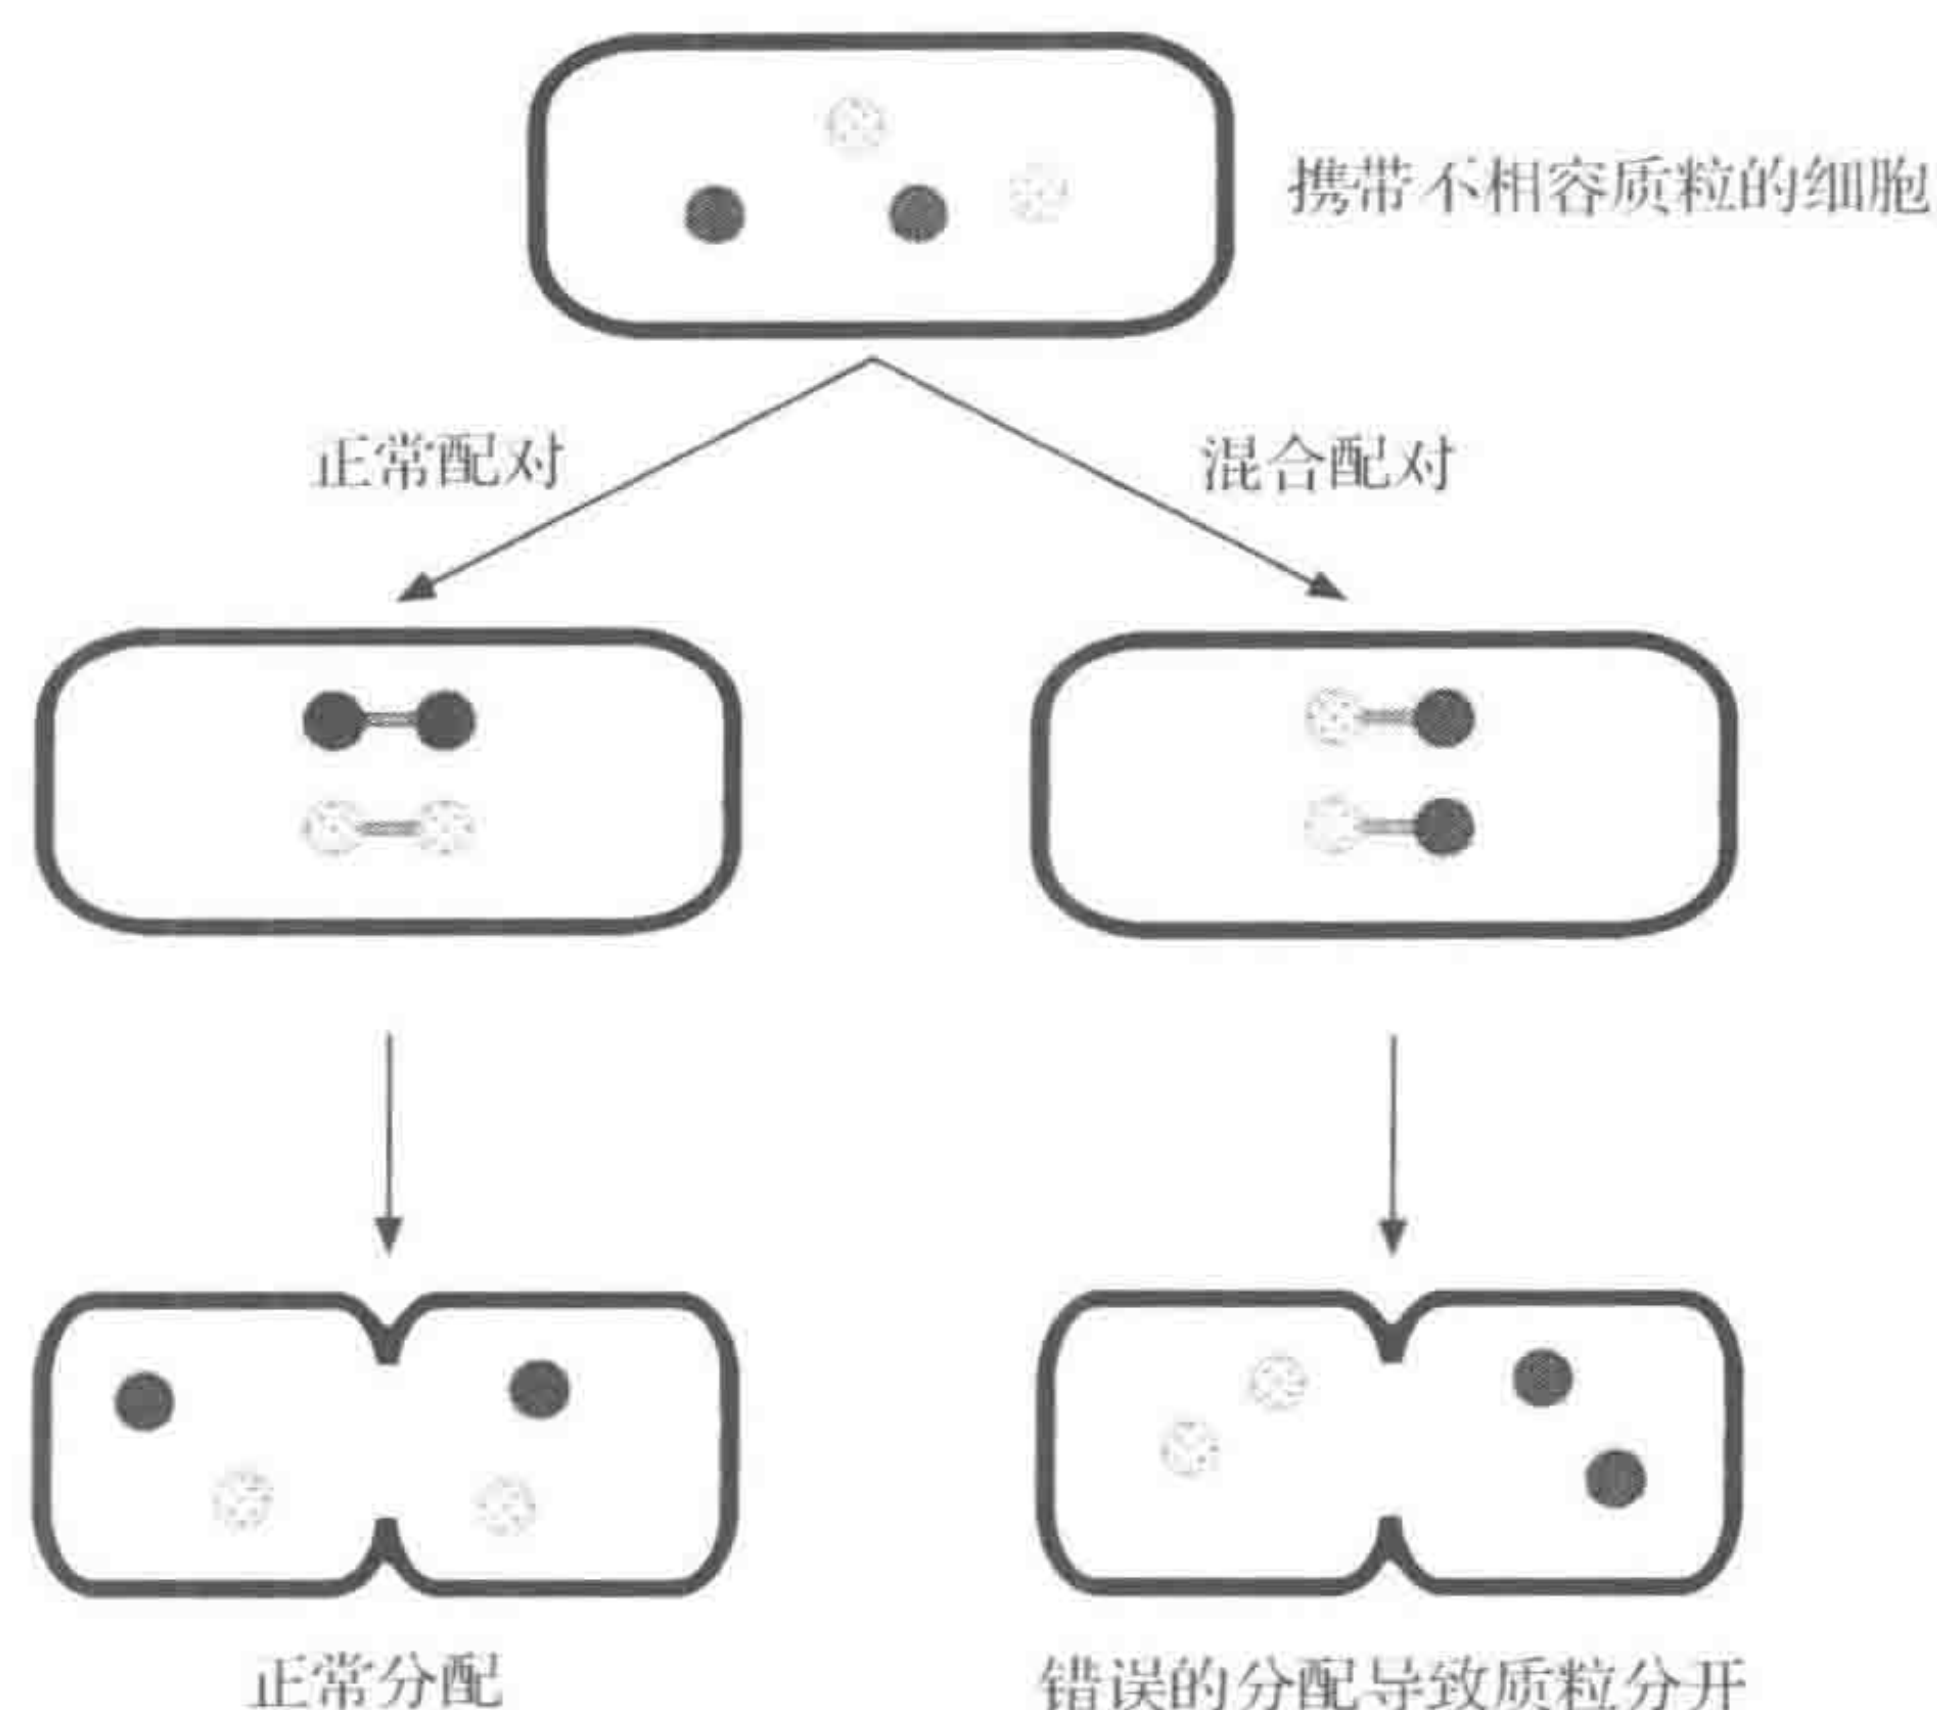 携带不相容质粒的细胞
正常配对
混合配对
正常分配
错误的分配导致质粒分开